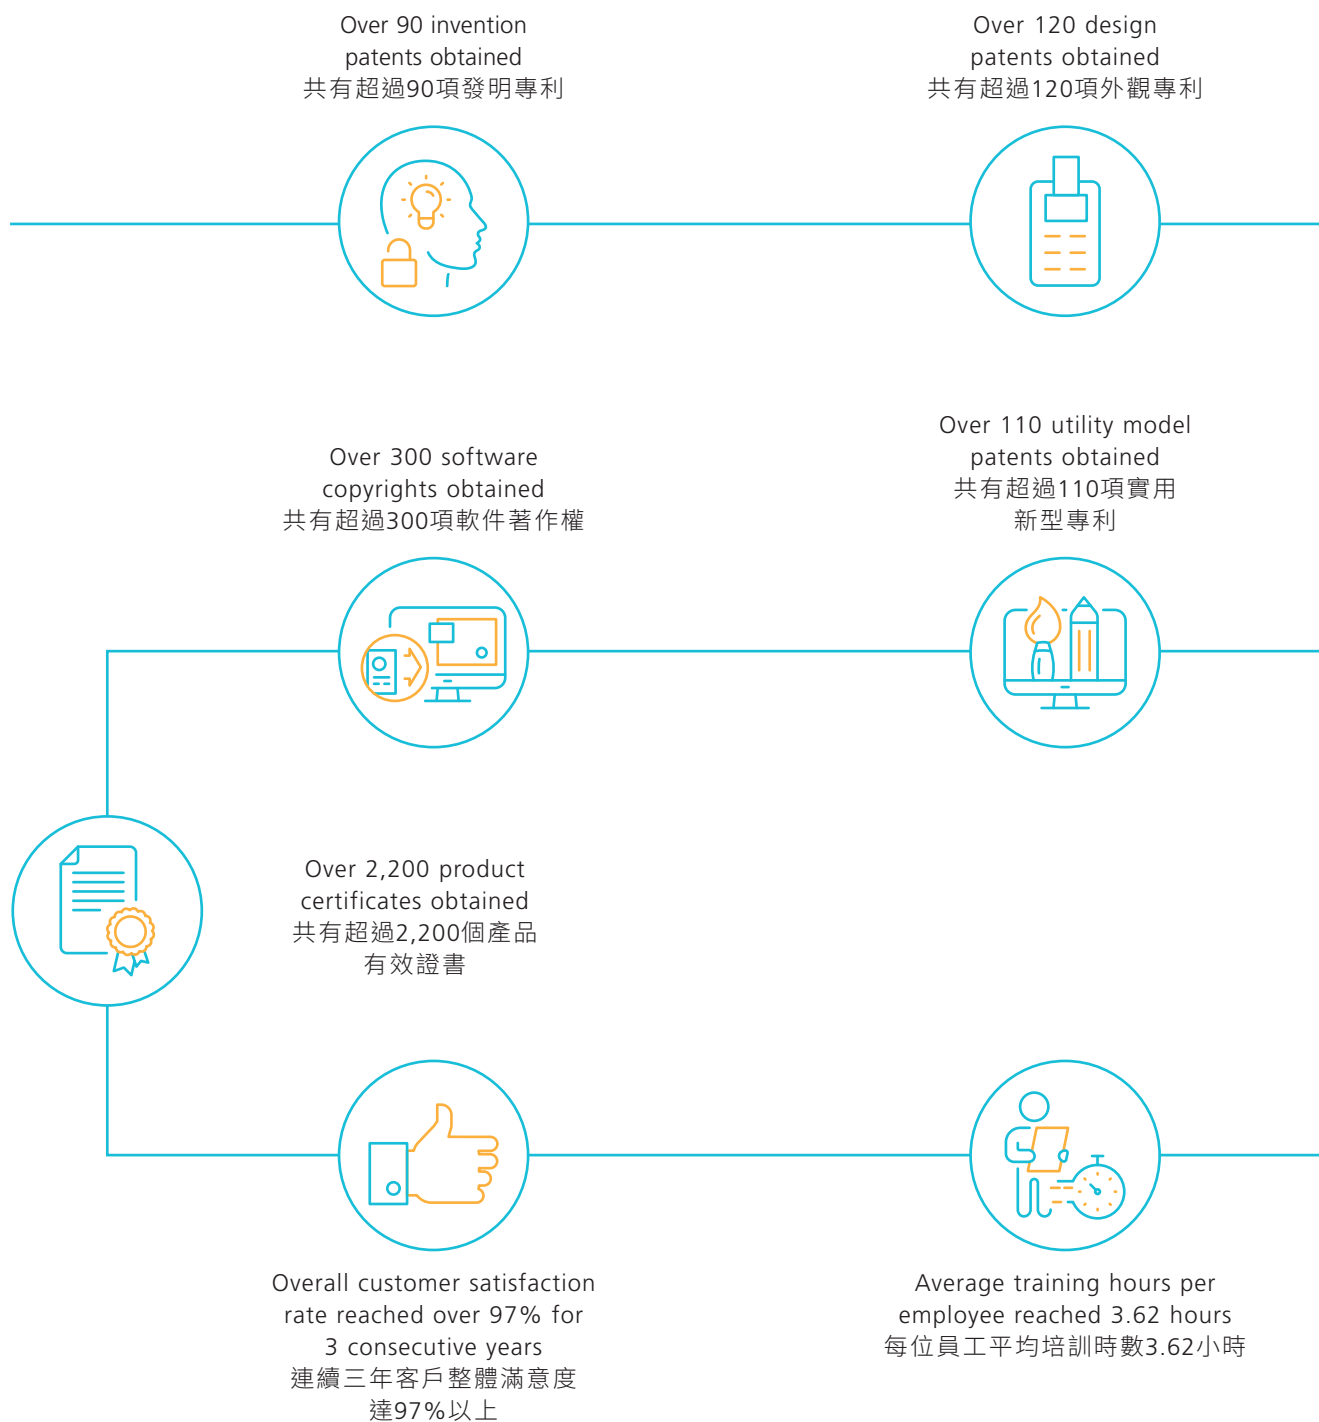 Over 90 invention
patents obtained
共有超過90項發明專利
Over 120 design
patents obtained
共有超過120項外觀專利
Over 300 software
copyrights obtained
共有超過300項軟件著作權
Over 110 utility model
patents obtained
共有超過110項實用
新型專利
Over 2,200 product
certificates obtained
共有超過2,200個產品
有效證書
Overall customer satisfaction
rate reached over 97% for
3 consecutive years
連續三年客戶整體滿意度
達97%以上
Average training hours per
employee reached 3.62 hours
每位員工平均培訓時數3.62小時